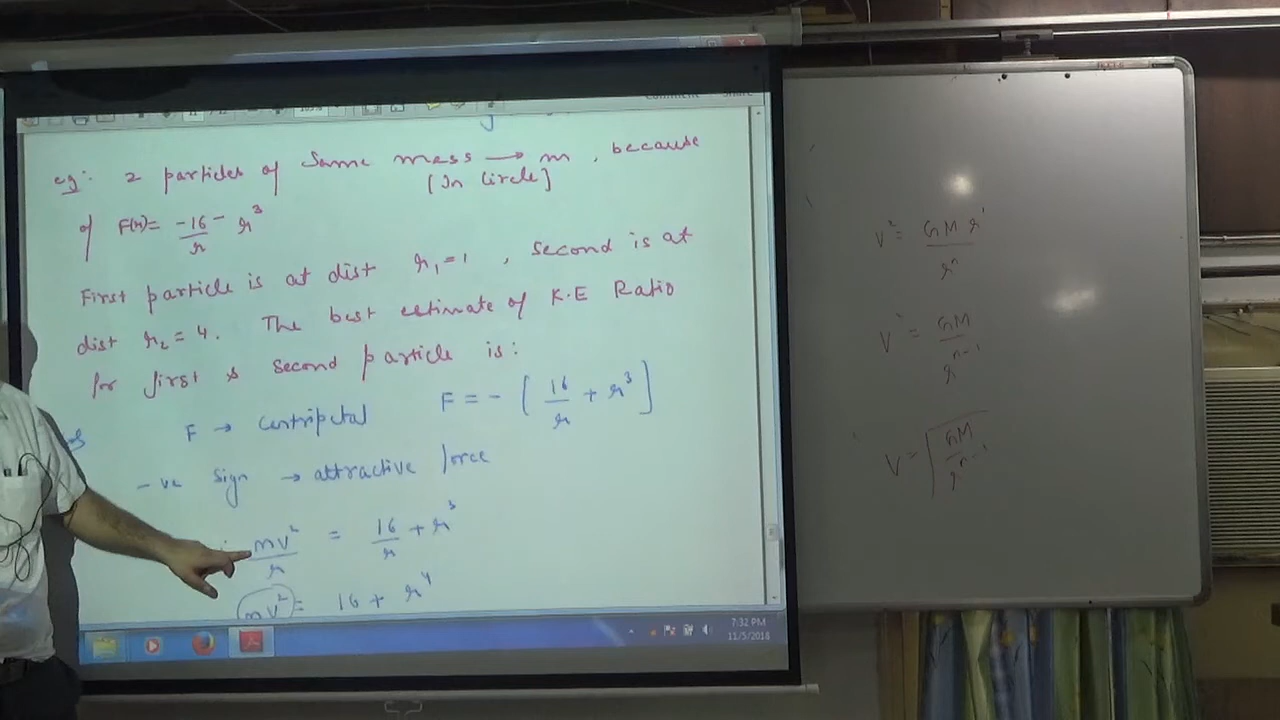 eg: 2 particles of same mass → m, because
[In Circle]
of F(r) = -16/r - r³
First particle is at dist r₁ = 1, second is at
dist r₂ = 4. The best estimate of K.E Ratio
for first & second particle is:
F → Centripetal F = - [16/r + r³]
-ve sign → attractive force
mv²/r = 16/r + r³
mv² = 16 + r⁴
7:32 PM
11/5/2018
V² = GM r¹/rⁿ
V² = GM/rⁿ⁻¹
V = √GM/rⁿ⁻¹